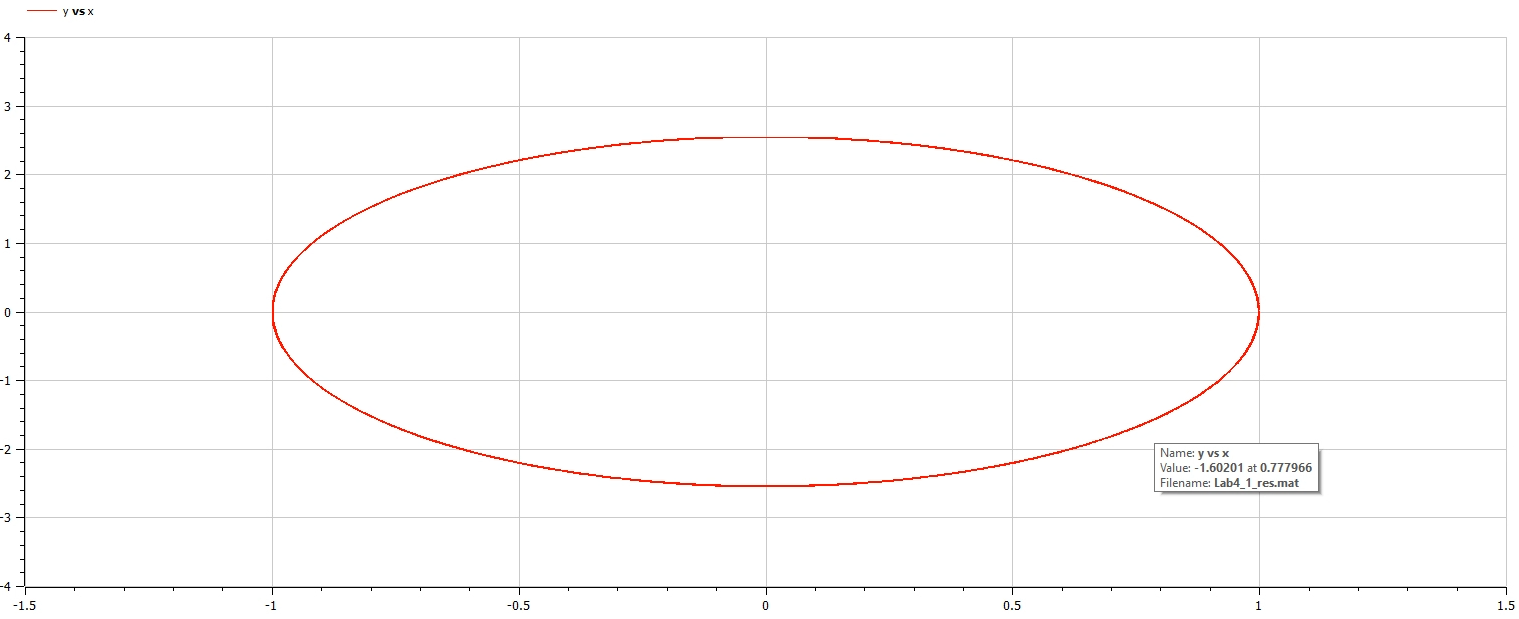 y vs x
4
3
2
1
0
-1
-2
-3
-4
-1.5 -1 -0.5 0 0.5 1 1.5
Name: y vs x
Value: -1.60201 at 0.777966
Filename: Lab4_1_res.mat